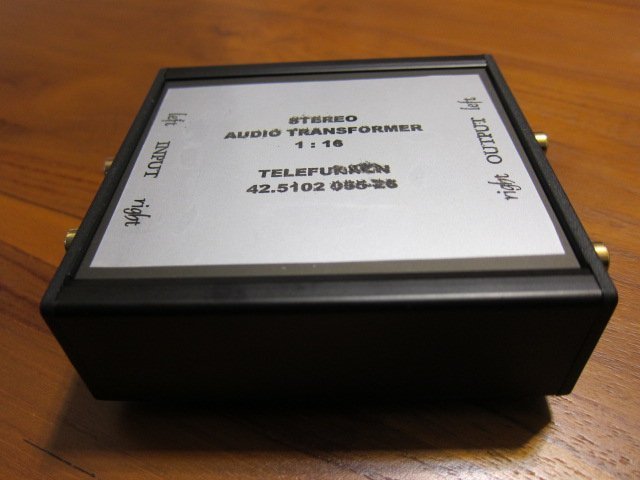 STEREO
AUDIO TRANSFORMER
1 : 16
TELEFUNKEN
42.5102
left INPUT right
left OUTPUT right